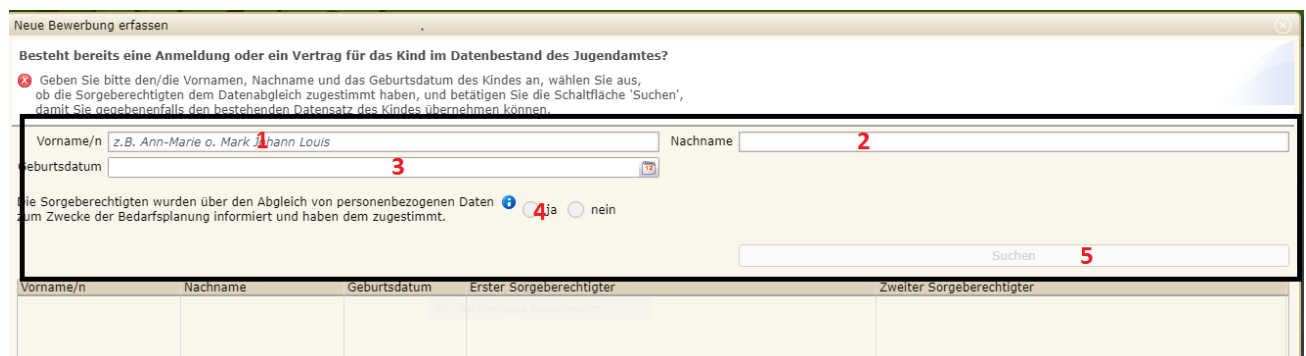 Neue Bewerbung erfassen
Besteht bereits eine Anmeldung oder ein Vertrag für das Kind im Datenbestand des Jugendamtes?
Geben Sie bitte den/die Vornamen, Nachname und das Geburtsdatum des Kindes an, wählen Sie aus,
ob die Sorgeberechtigten dem Datenabgleich zugestimmt haben, und betätigen Sie die Schaltfläche 'Suchen',
damit Sie gegebenenfalls den bestehenden Datensatz des Kindes übernehmen können.
Vorname/n z.B. Ann-Marie o. Mark Johann Louis 1 Nachname 2
Geburtsdatum 3 12
Die Sorgeberechtigten wurden über den Abgleich von personenbezogenen Daten 4 ja nein
zum Zwecke der Bedarfsplanung informiert und haben dem zugestimmt.
Suchen 5
Vorname/n Nachname Geburtsdatum Erster Sorgeberechtigter Zweiter Sorgeberechtigter